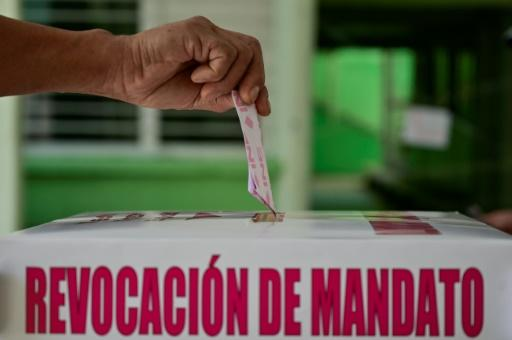 REVOCACIÓN DE MANDATO